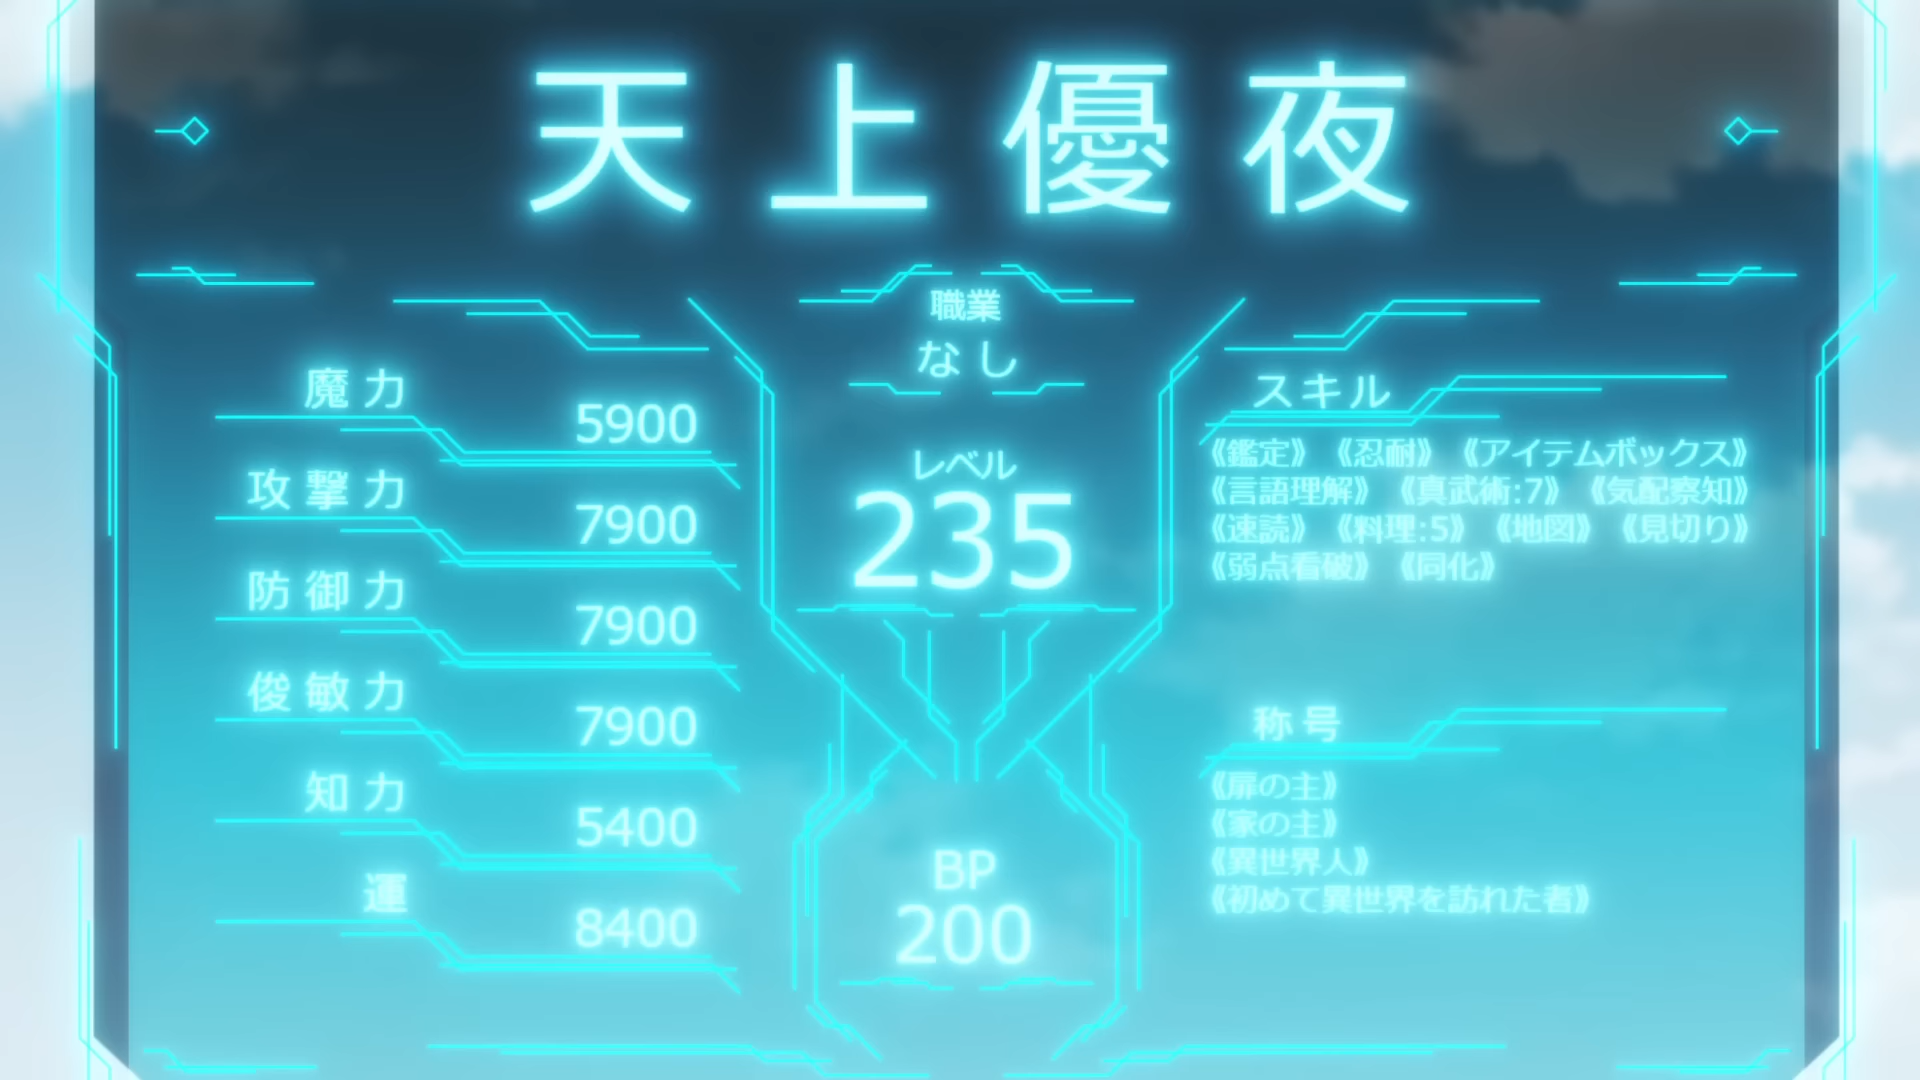 天上優夜
職業
なし
レベル
235
BP
200
魔力
5900
攻撃力
7900
防御力
7900
俊敏力
7900
知力
5400
運
8400
スキル
《鑑定》 《忍耐》 《アイテムボックス》
《言語理解》 《真武術:7》 《気配察知》
《速読》 《料理:5》 《地図》 《見切り》
《弱点看破》 《同化》
称号
《扉の主》
《家の主》
《異世界人》
《初めて異世界を訪れた者》